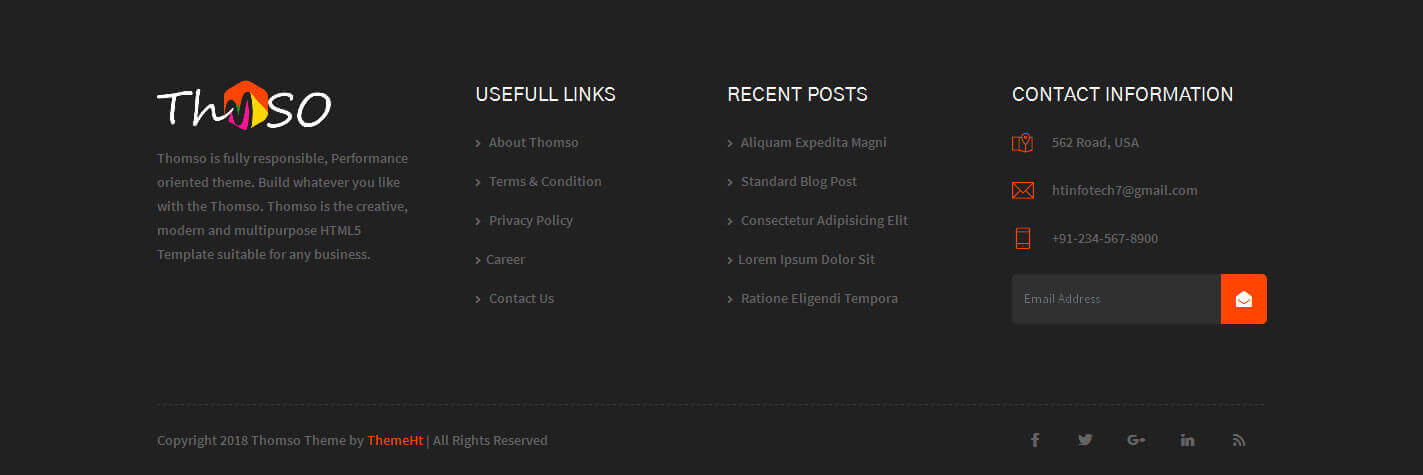 Thomso
Thomso is fully responsible, Performance
oriented theme. Build whatever you like
with the Thomso. Thomso is the creative,
modern and multipurpose HTML5
Template suitable for any business.
USEFULL LINKS
About Thomso
Terms & Condition
Privacy Policy
Career
Contact Us
RECENT POSTS
Aliquam Expedita Magni
Standard Blog Post
Consectetur Adipisicing Elit
Lorem Ipsum Dolor Sit
Ratione Eligendi Tempora
CONTACT INFORMATION
562 Road, USA
htinfotech7@gmail.com
+91-234-567-8900
Email Address
Copyright 2018 Thomso Theme by ThemeHt | All Rights Reserved